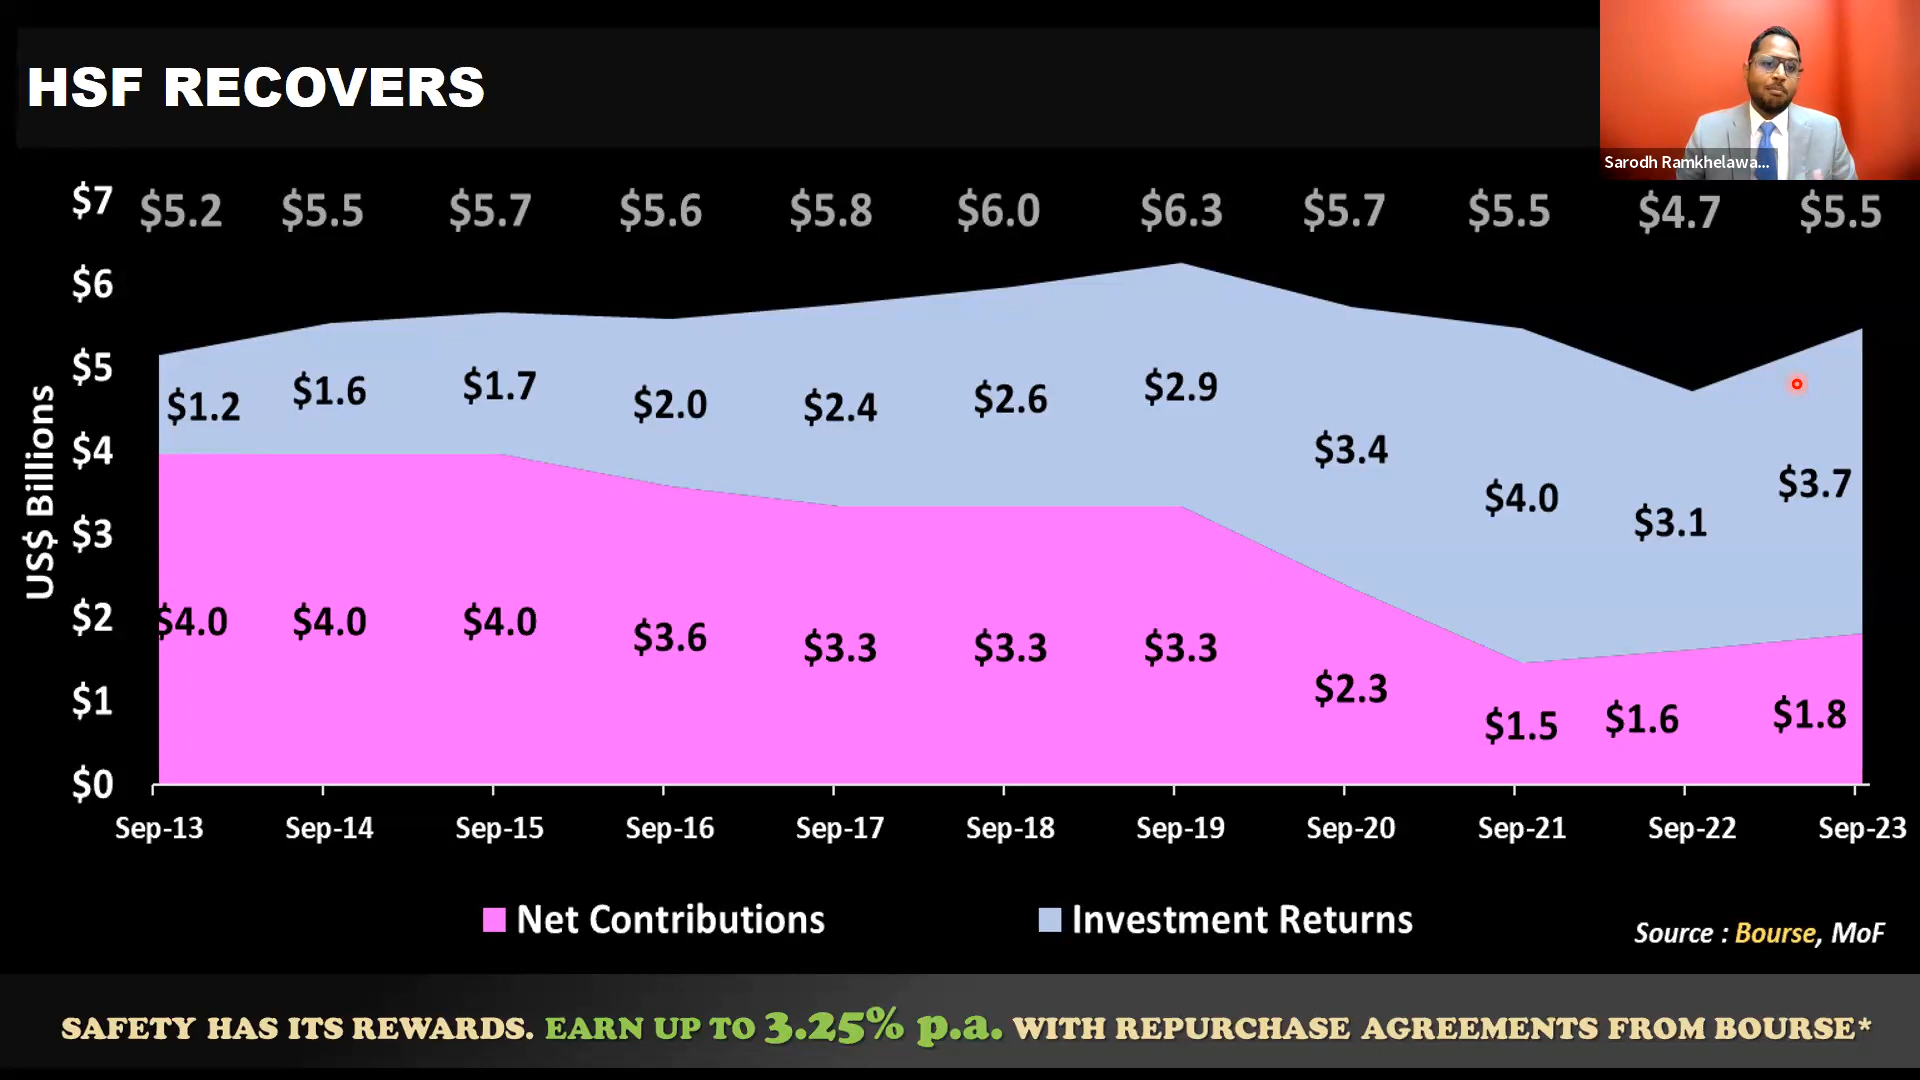 HSF RECOVERS
Sarodh Ramkhelawa...
$7
$5.2 $5.5 $5.7 $5.6 $5.8 $6.0 $6.3 $5.7 $5.5 $4.7 $5.5
$6
$5
$4
$3
$2
$1
$0
US$ Billions
$1.2 $1.6 $1.7 $2.0 $2.4 $2.6 $2.9 $3.4 $4.0 $3.1 $3.7
$4.0 $4.0 $4.0 $3.6 $3.3 $3.3 $3.3 $2.3 $1.5 $1.6 $1.8
Sep-13 Sep-14 Sep-15 Sep-16 Sep-17 Sep-18 Sep-19 Sep-20 Sep-21 Sep-22 Sep-23
Net Contributions Investment Returns
Source : Bourse, MoF
SAFETY HAS ITS REWARDS. EARN UP TO 3.25% p.a. WITH REPURCHASE AGREEMENTS FROM BOURSE*